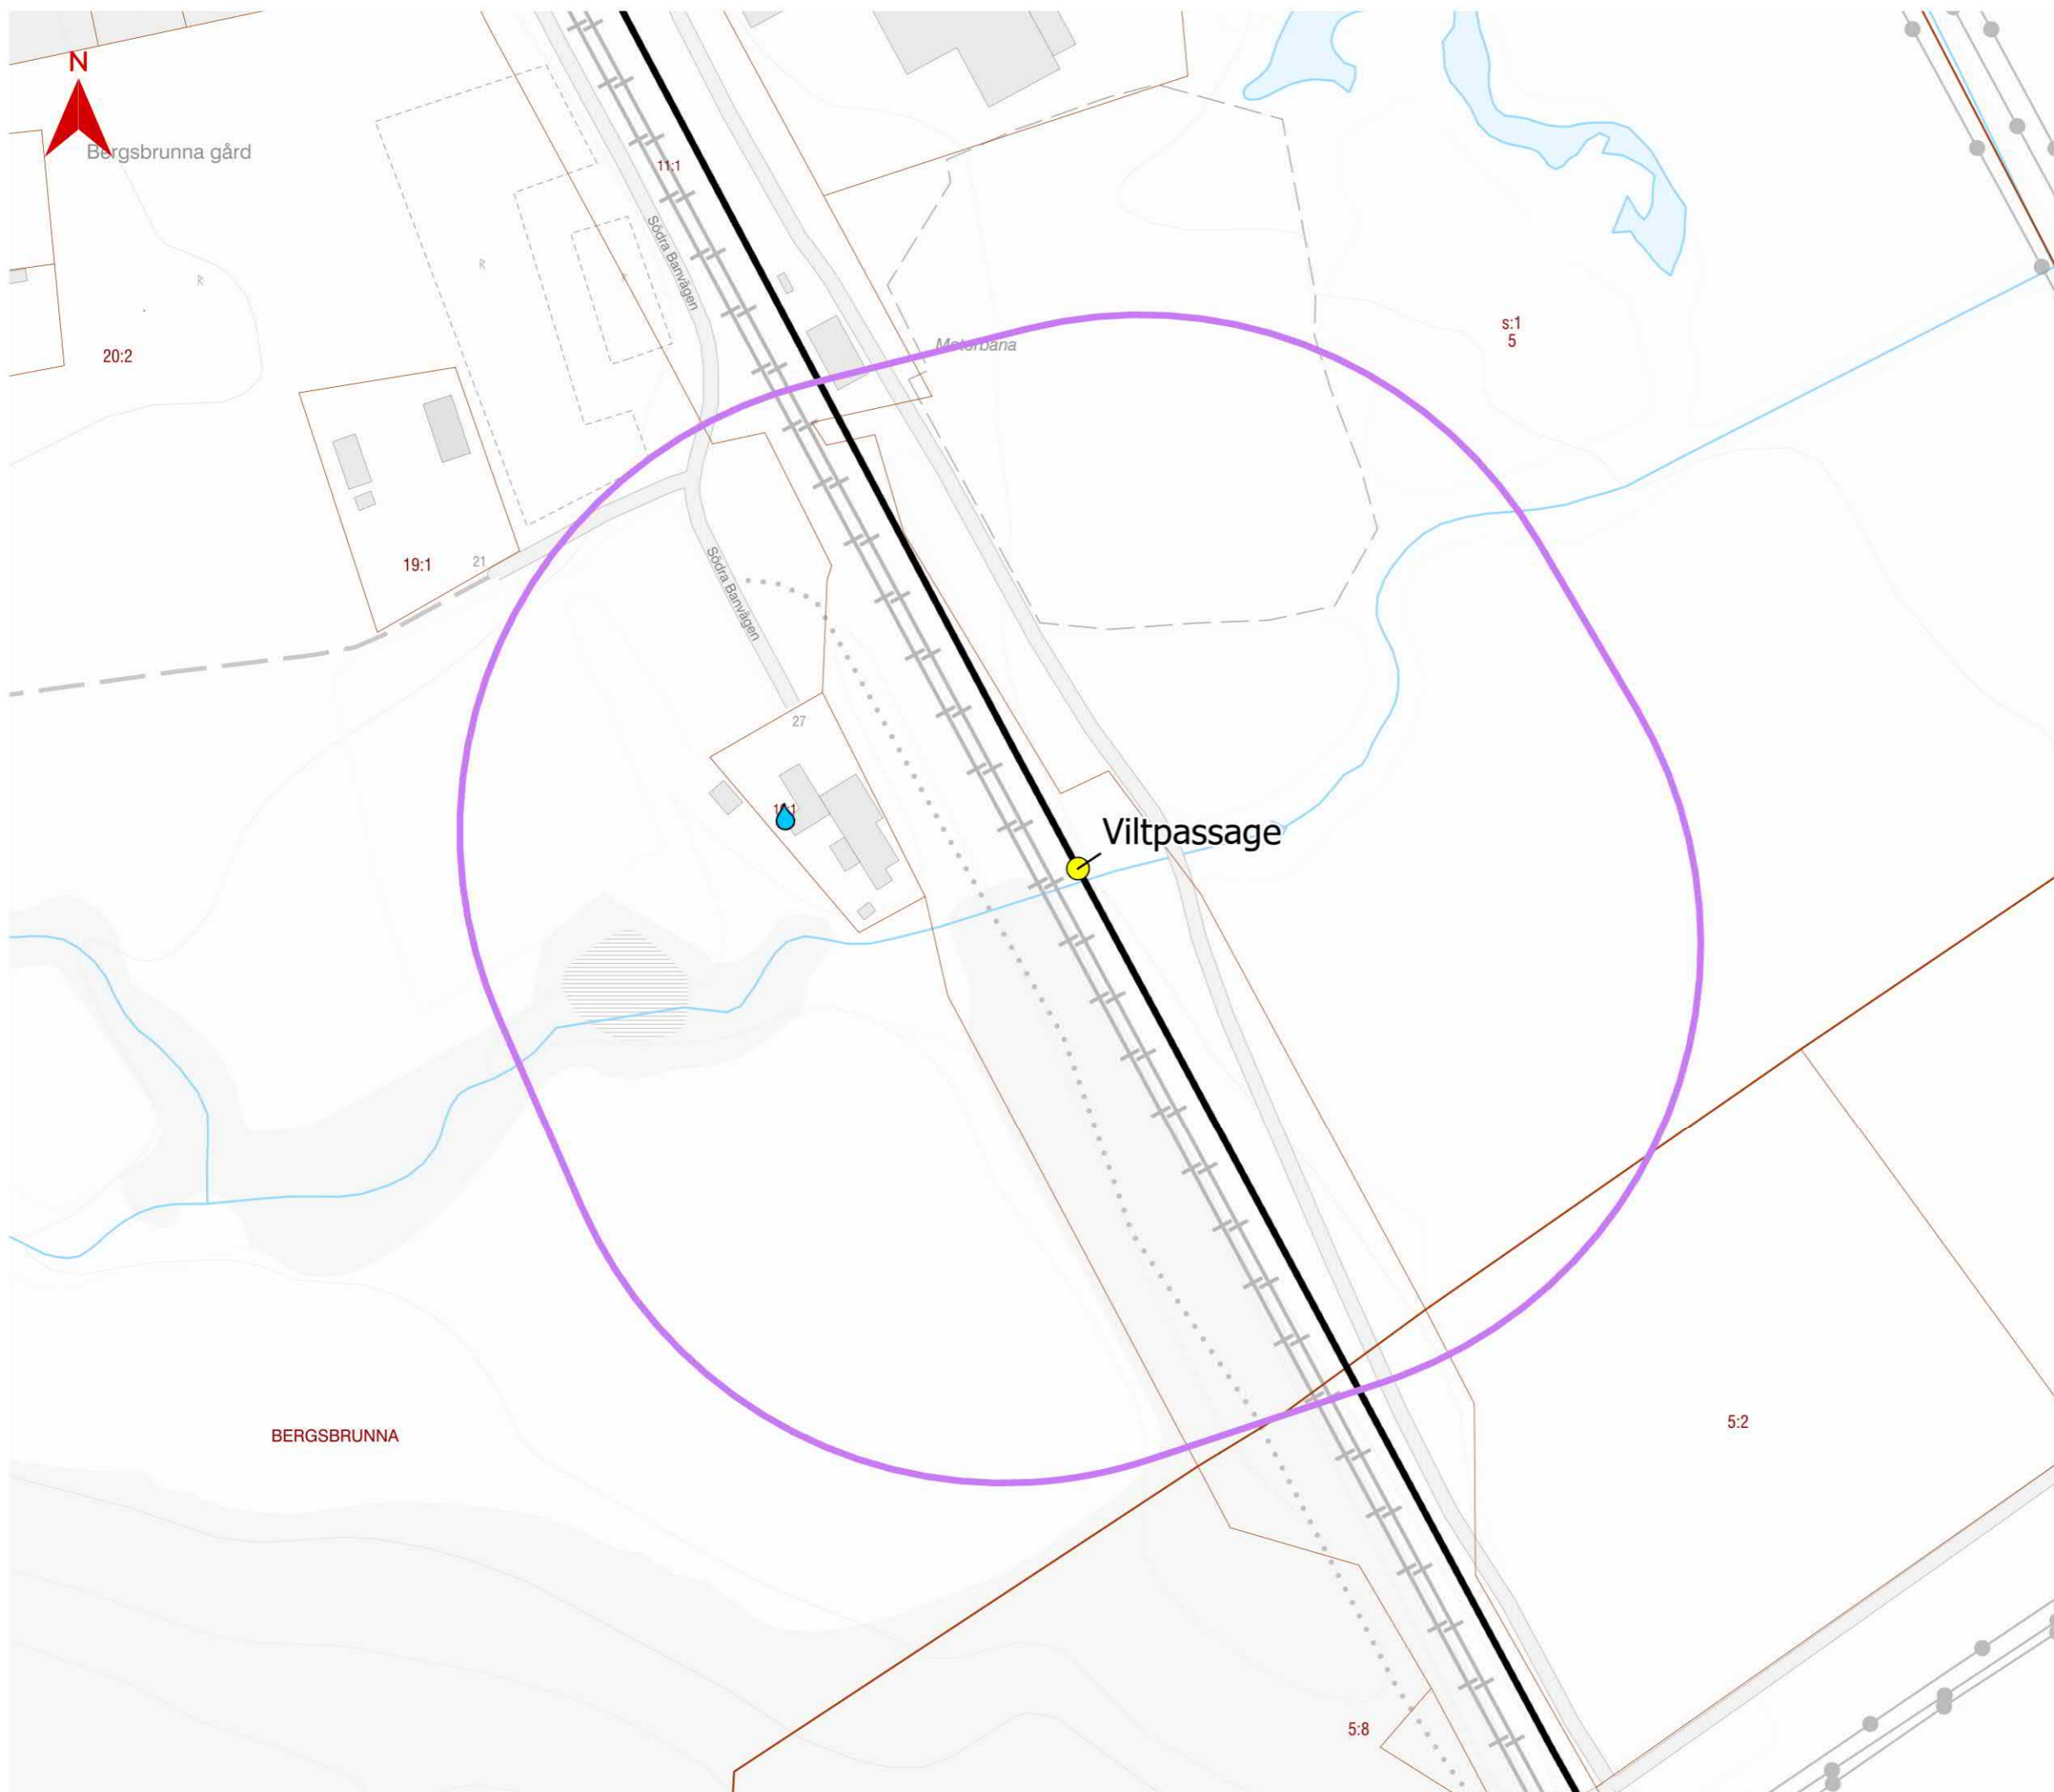 N
Bergsbrunna gård
11:1
Södra Banvägen
s:1
5
Motorbana
20:2
19:1
21
Södra Banvägen
27
Viltpassage
BERGSBRUNNA
5:2
5:8